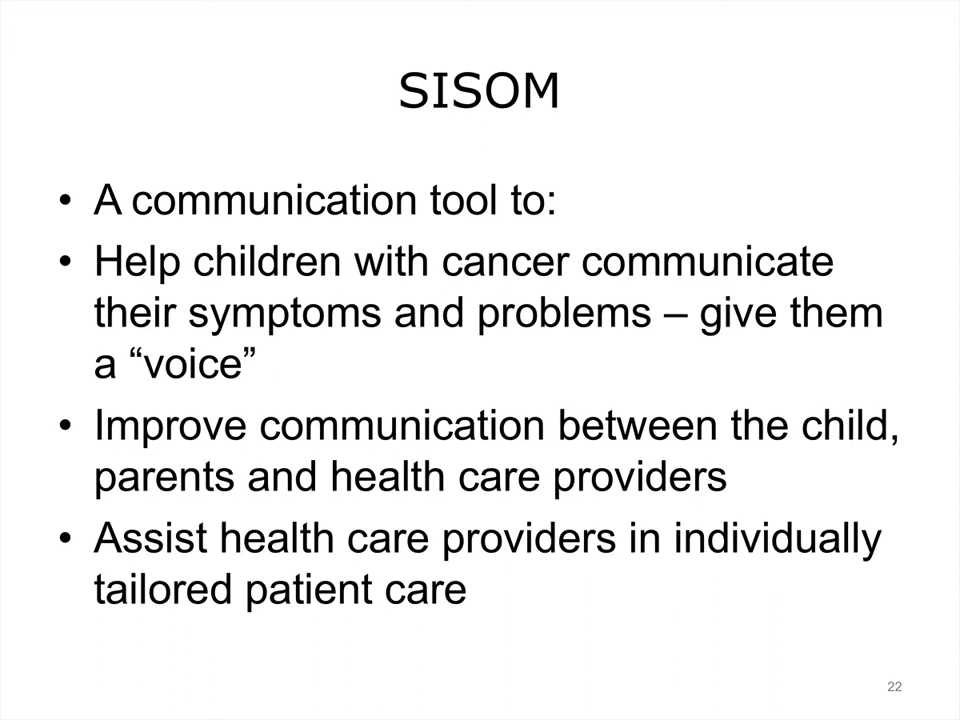 SISOM
• A communication tool to:
• Help children with cancer communicate
their symptoms and problems – give them
a “voice”
• Improve communication between the child,
parents and health care providers
• Assist health care providers in individually
tailored patient care
22